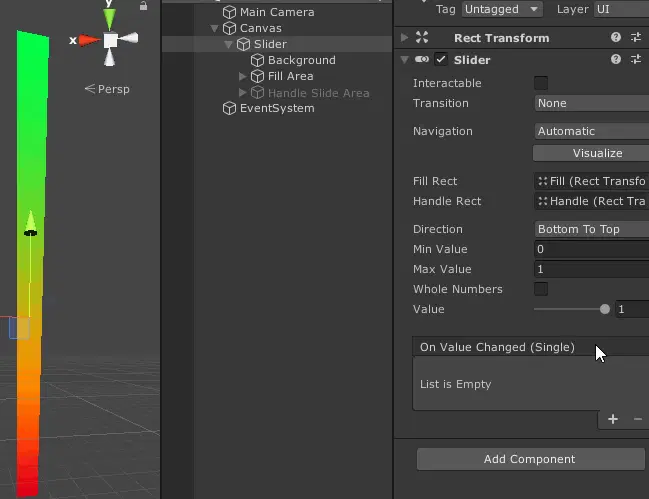 y
x
Persp
Main Camera
Canvas
Slider
Background
Fill Area
Handle Slide Area
EventSystem
Tag Untagged Layer UI
Rect Transform
Slider
Interactable
Transition None
Navigation Automatic
Visualize
Fill Rect Fill (Rect Transfo
Handle Rect Handle (Rect Tra
Direction Bottom To Top
Min Value 0
Max Value 1
Whole Numbers
Value 1
On Value Changed (Single)
List is Empty
+ −
Add Component